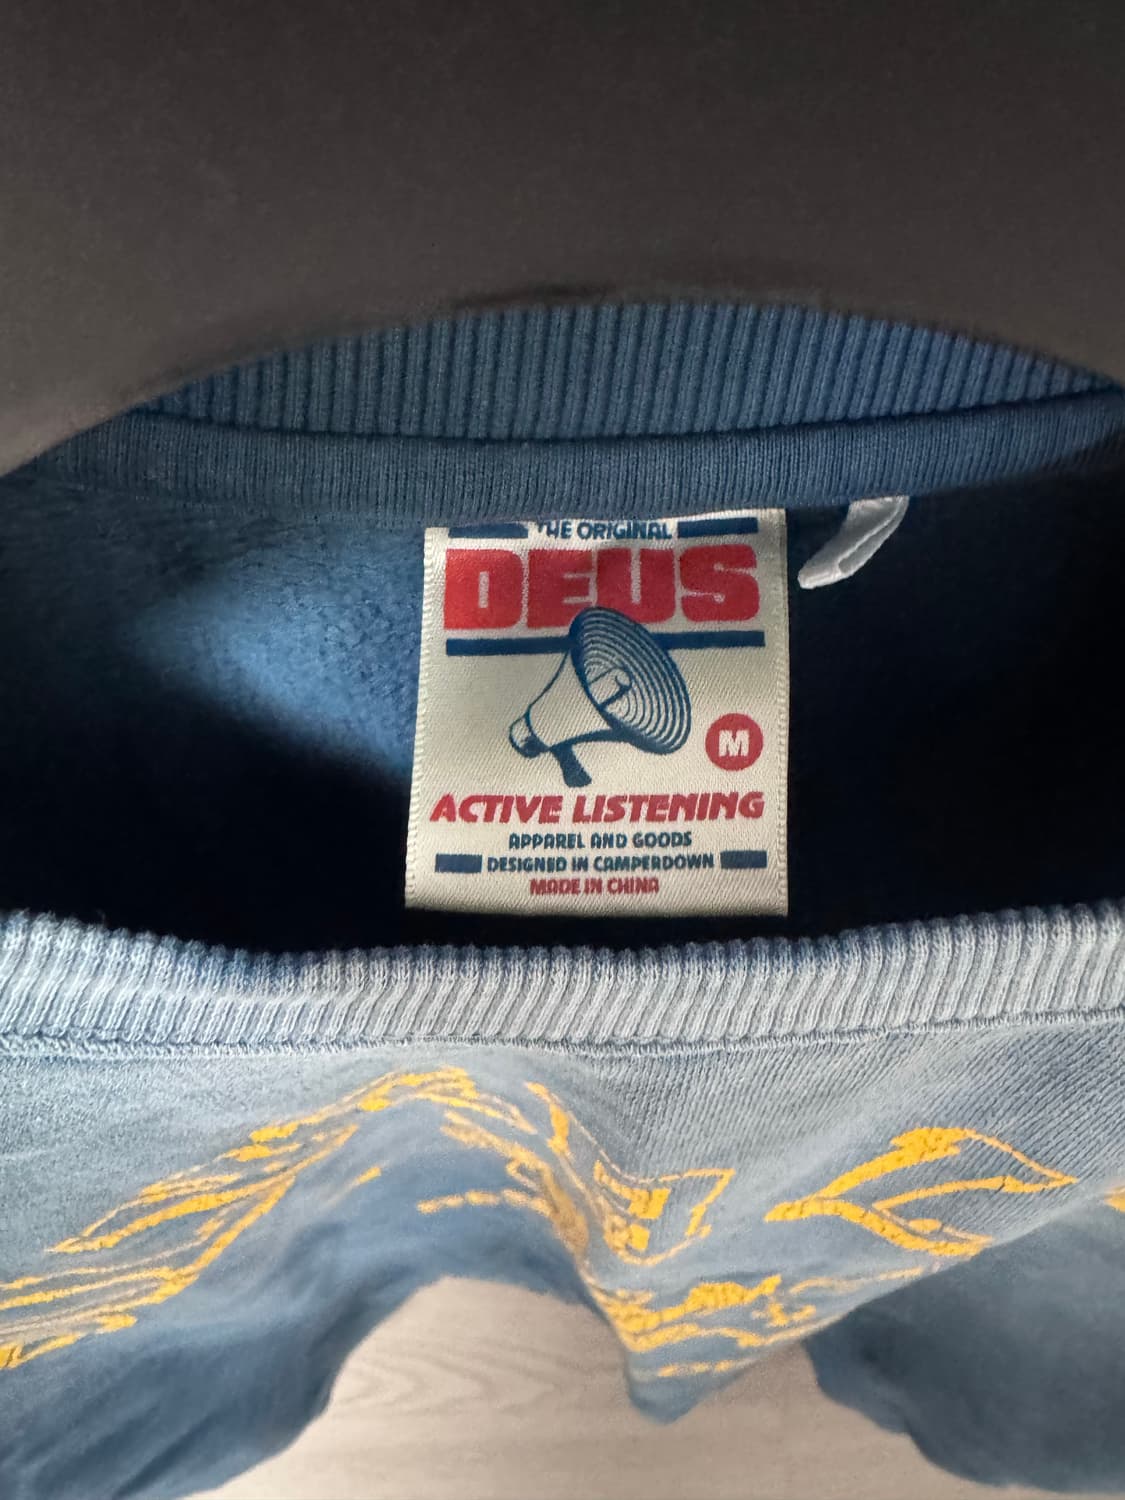 THE ORIGINAL
DEUS
M
ACTIVE LISTENING
APPAREL AND GOODS
DESIGNED IN CAMPERDOWN
MADE IN CHINA